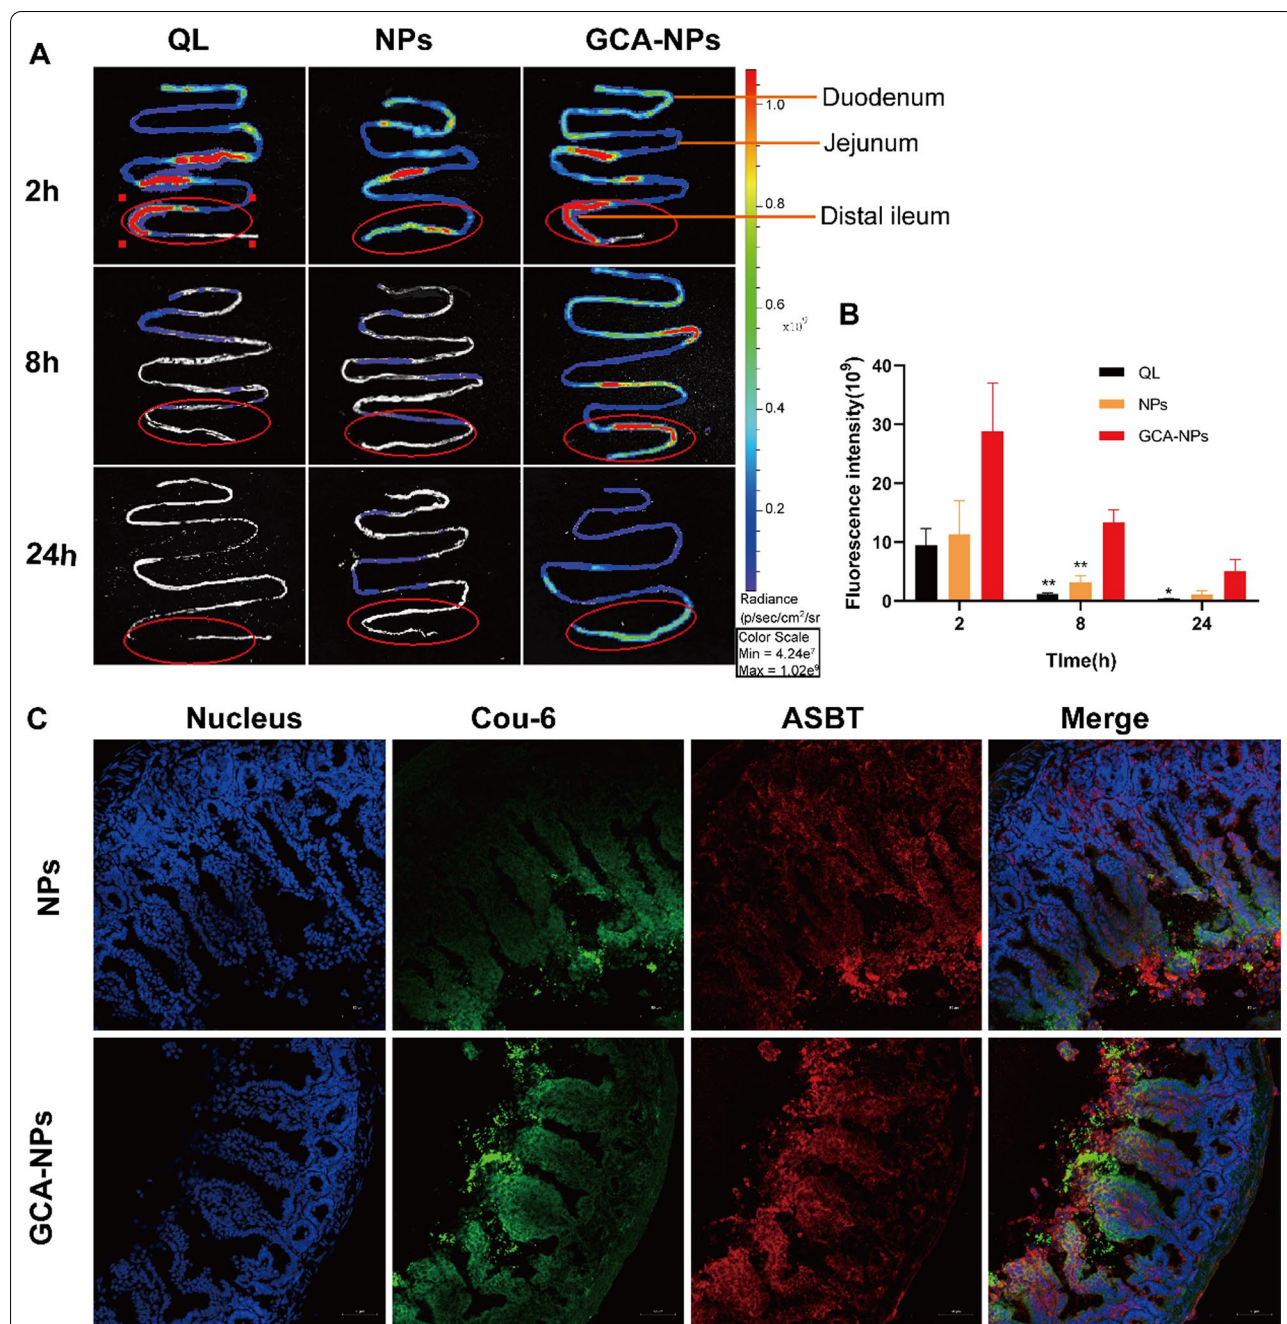 A
QL
NPs
GCA-NPs
2h
8h
24h
Duodenum
Jejunum
Distal ileum
1.0
0.8
0.6
x10⁹
0.4
0.2
Radiance
(p/sec/cm²/sr
Color Scale
Min = 4.24e⁷
Max = 1.02e⁹
B
Fluorescence intensity(10⁹)
40
30
20
10
0
QL
NPs
GCA-NPs
**
**
*
2
8
24
TIme(h)
C
Nucleus
Cou-6
ASBT
Merge
NPs
GCA-NPs